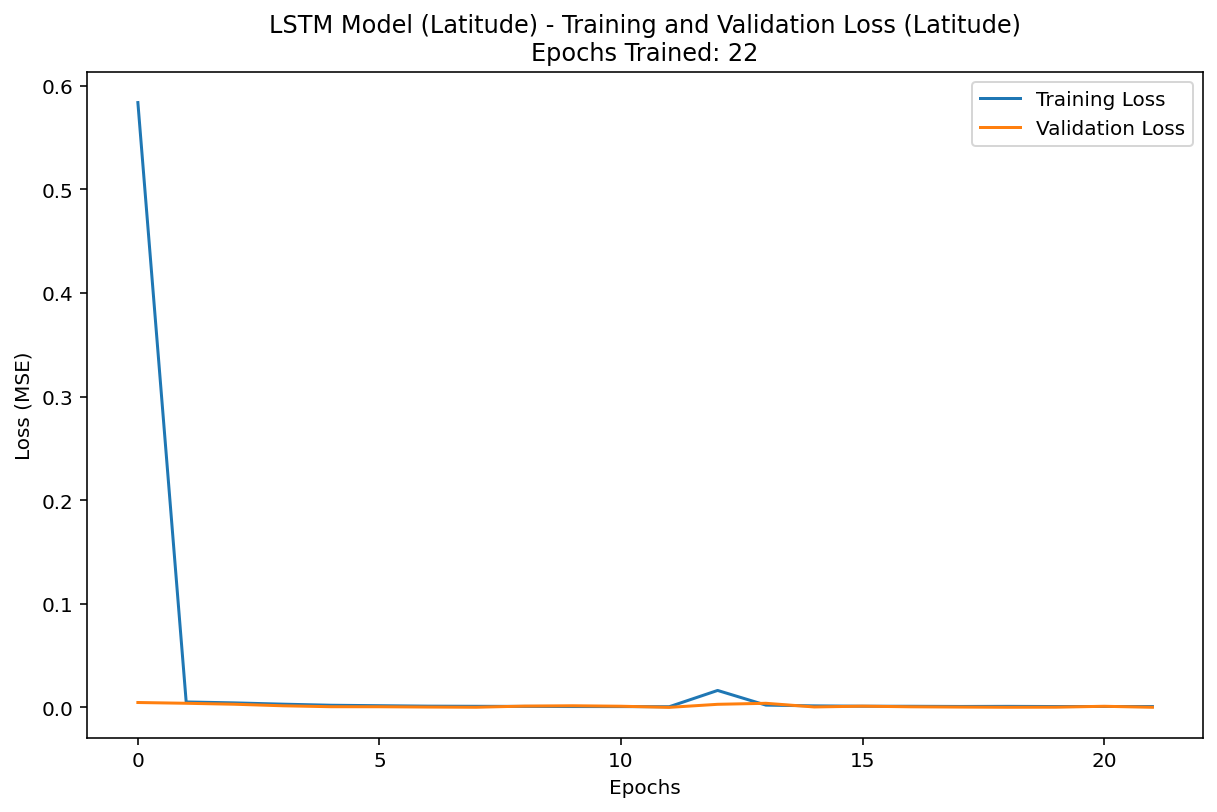 LSTM Model (Latitude) - Training and Validation Loss (Latitude)
Epochs Trained: 22
Training Loss
Validation Loss
Loss (MSE)
0.6
0.5
0.4
0.3
0.2
0.1
0.0
0
5
10
15
20
Epochs